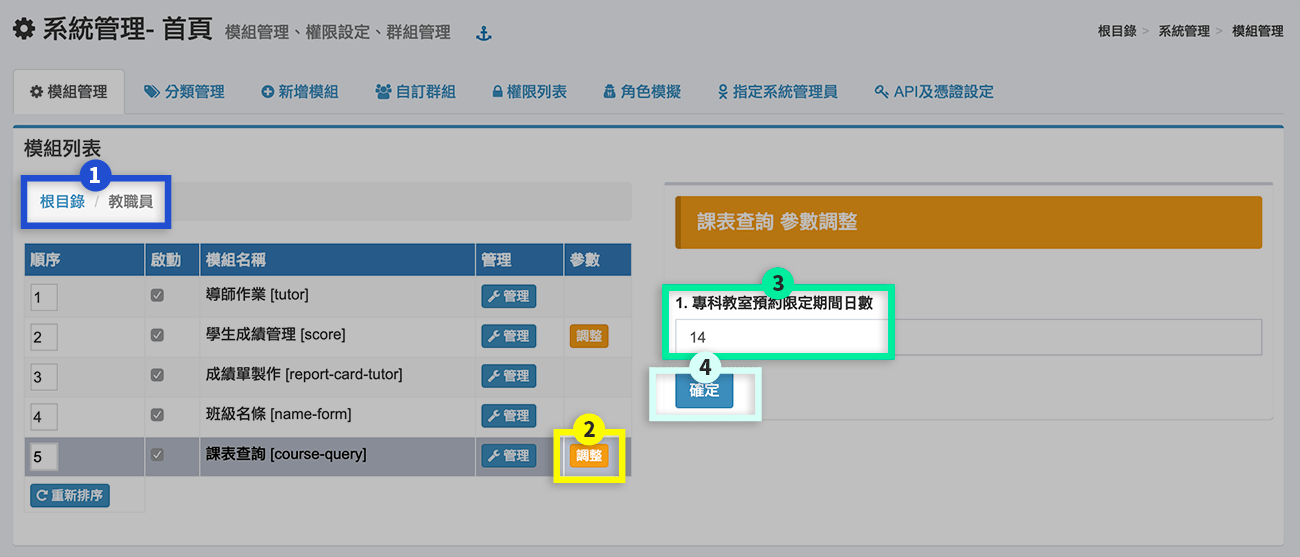 系統管理- 首頁 模組管理、權限設定、群組管理
根目錄 > 系統管理 > 模組管理
模組管理 分類管理 新增模組 自訂群組 權限列表 角色模擬 指定系統管理員 API及憑證設定
模組列表
1
根目錄 / 教職員
順序 啟動 模組名稱 管理 參數
1 導師作業 [tutor] 管理
2 學生成績管理 [score] 管理 調整
3 成績單製作 [report-card-tutor] 管理
4 班級名條 [name-form] 管理
2
5 課表查詢 [course-query] 管理 調整
重新排序
課表查詢 參數調整
3
1. 專科教室預約限定期間日數
14
4
確定